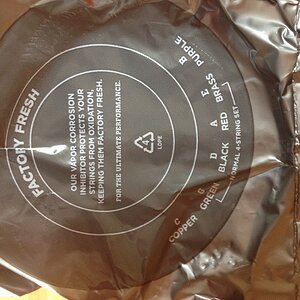 FACTORY FRESH
OUR VAPOR CORROSION
INHIBITOR PROTECTS YOUR
STRINGS FROM OXIDATION,
KEEPING THEM FACTORY FRESH.
FOR THE ULTIMATE PERFORMANCE.
4
LDPE
C G D A E B
COPPER GREEN BLACK RED BRASS PURPLE
NORMAL 4-STRING SET